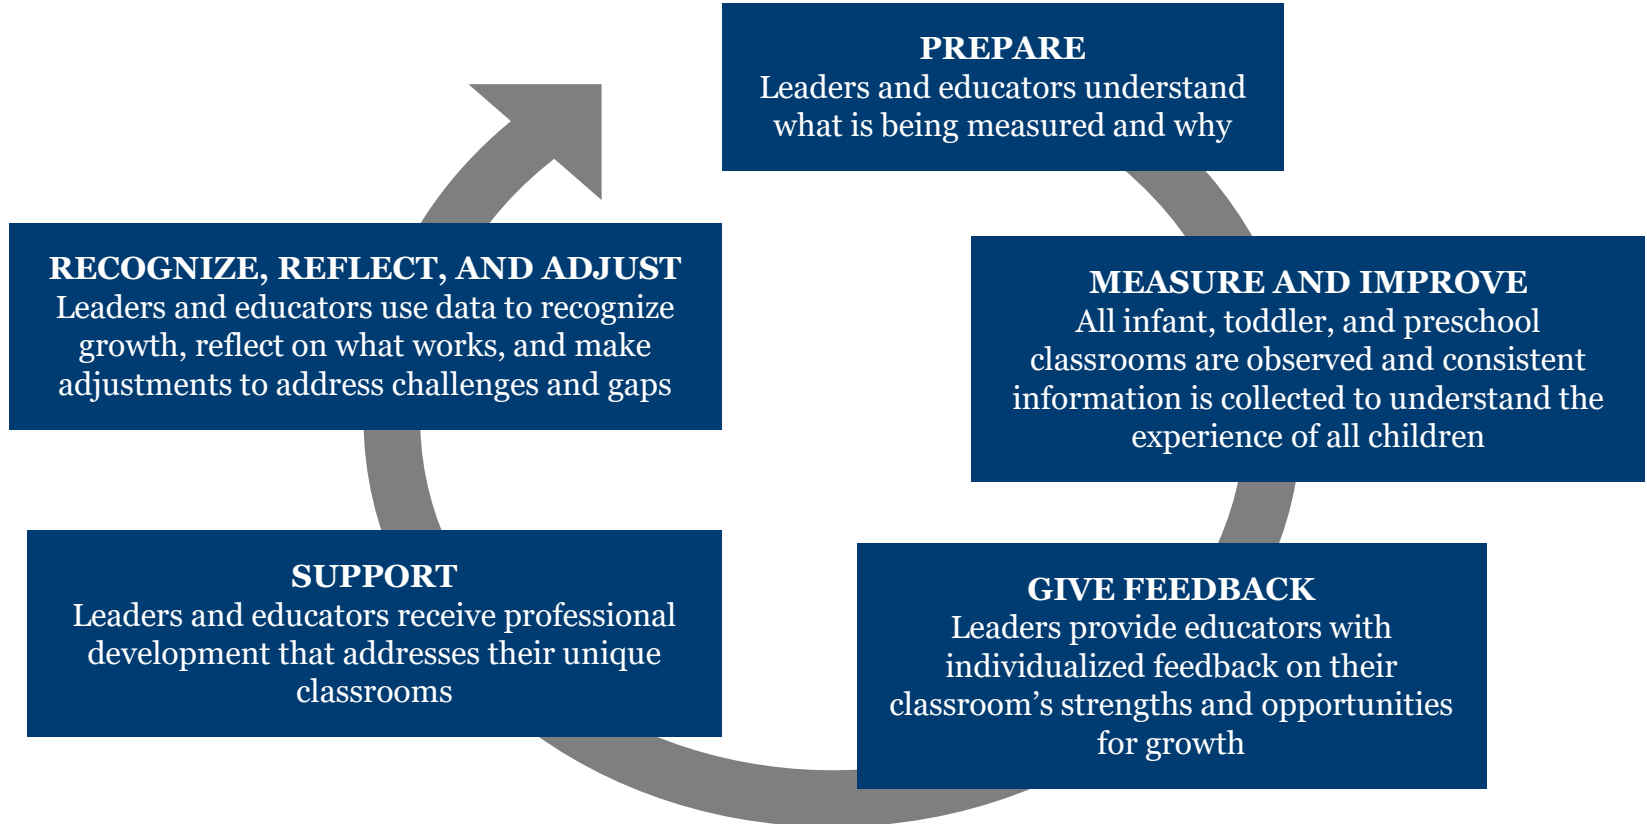 PREPARE
Leaders and educators understand
what is being measured and why
MEASURE AND IMPROVE
All infant, toddler, and preschool
classrooms are observed and consistent
information is collected to understand the
experience of all children
GIVE FEEDBACK
Leaders provide educators with
individualized feedback on their
classroom’s strengths and opportunities
for growth
SUPPORT
Leaders and educators receive professional
development that addresses their unique
classrooms
RECOGNIZE, REFLECT, AND ADJUST
Leaders and educators use data to recognize
growth, reflect on what works, and make
adjustments to address challenges and gaps